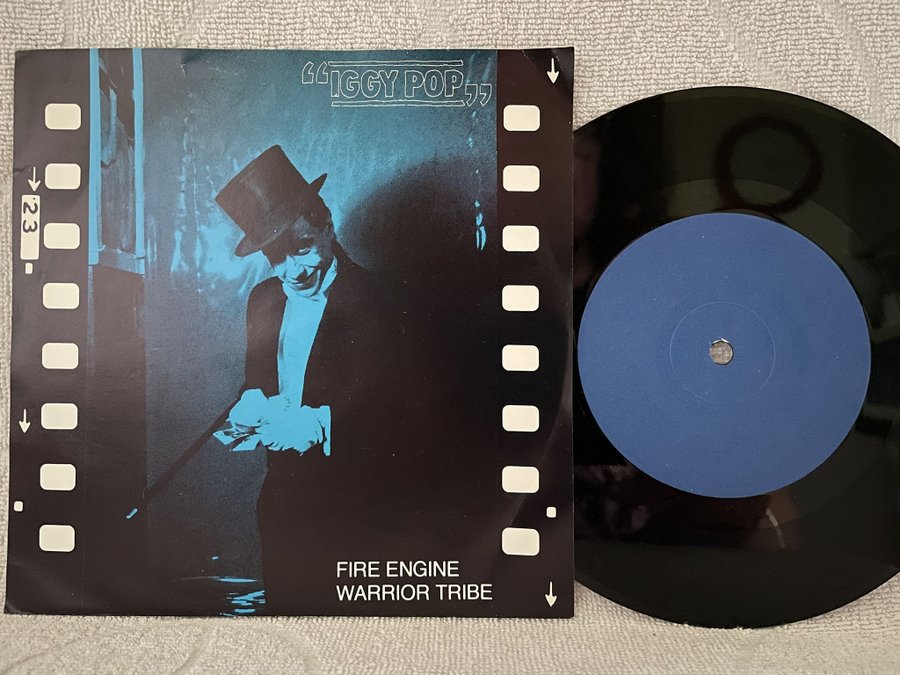 “IGGY POP„
23
FIRE ENGINE
WARRIOR TRIBE